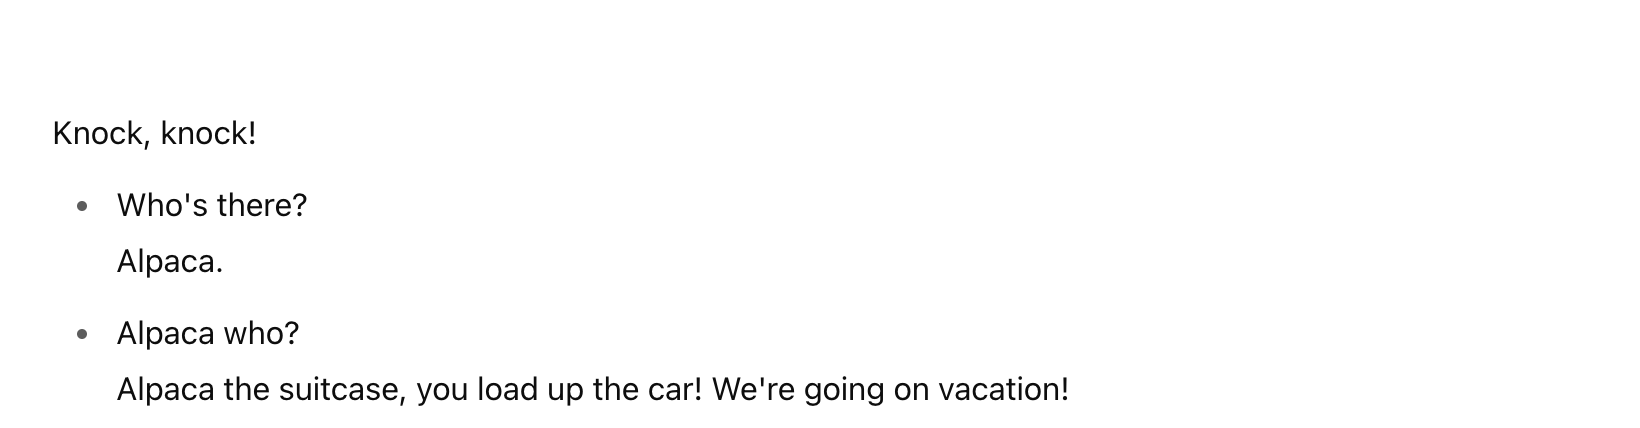 Knock, knock!
Who's there?
Alpaca.
Alpaca who?
Alpaca the suitcase, you load up the car! We're going on vacation!